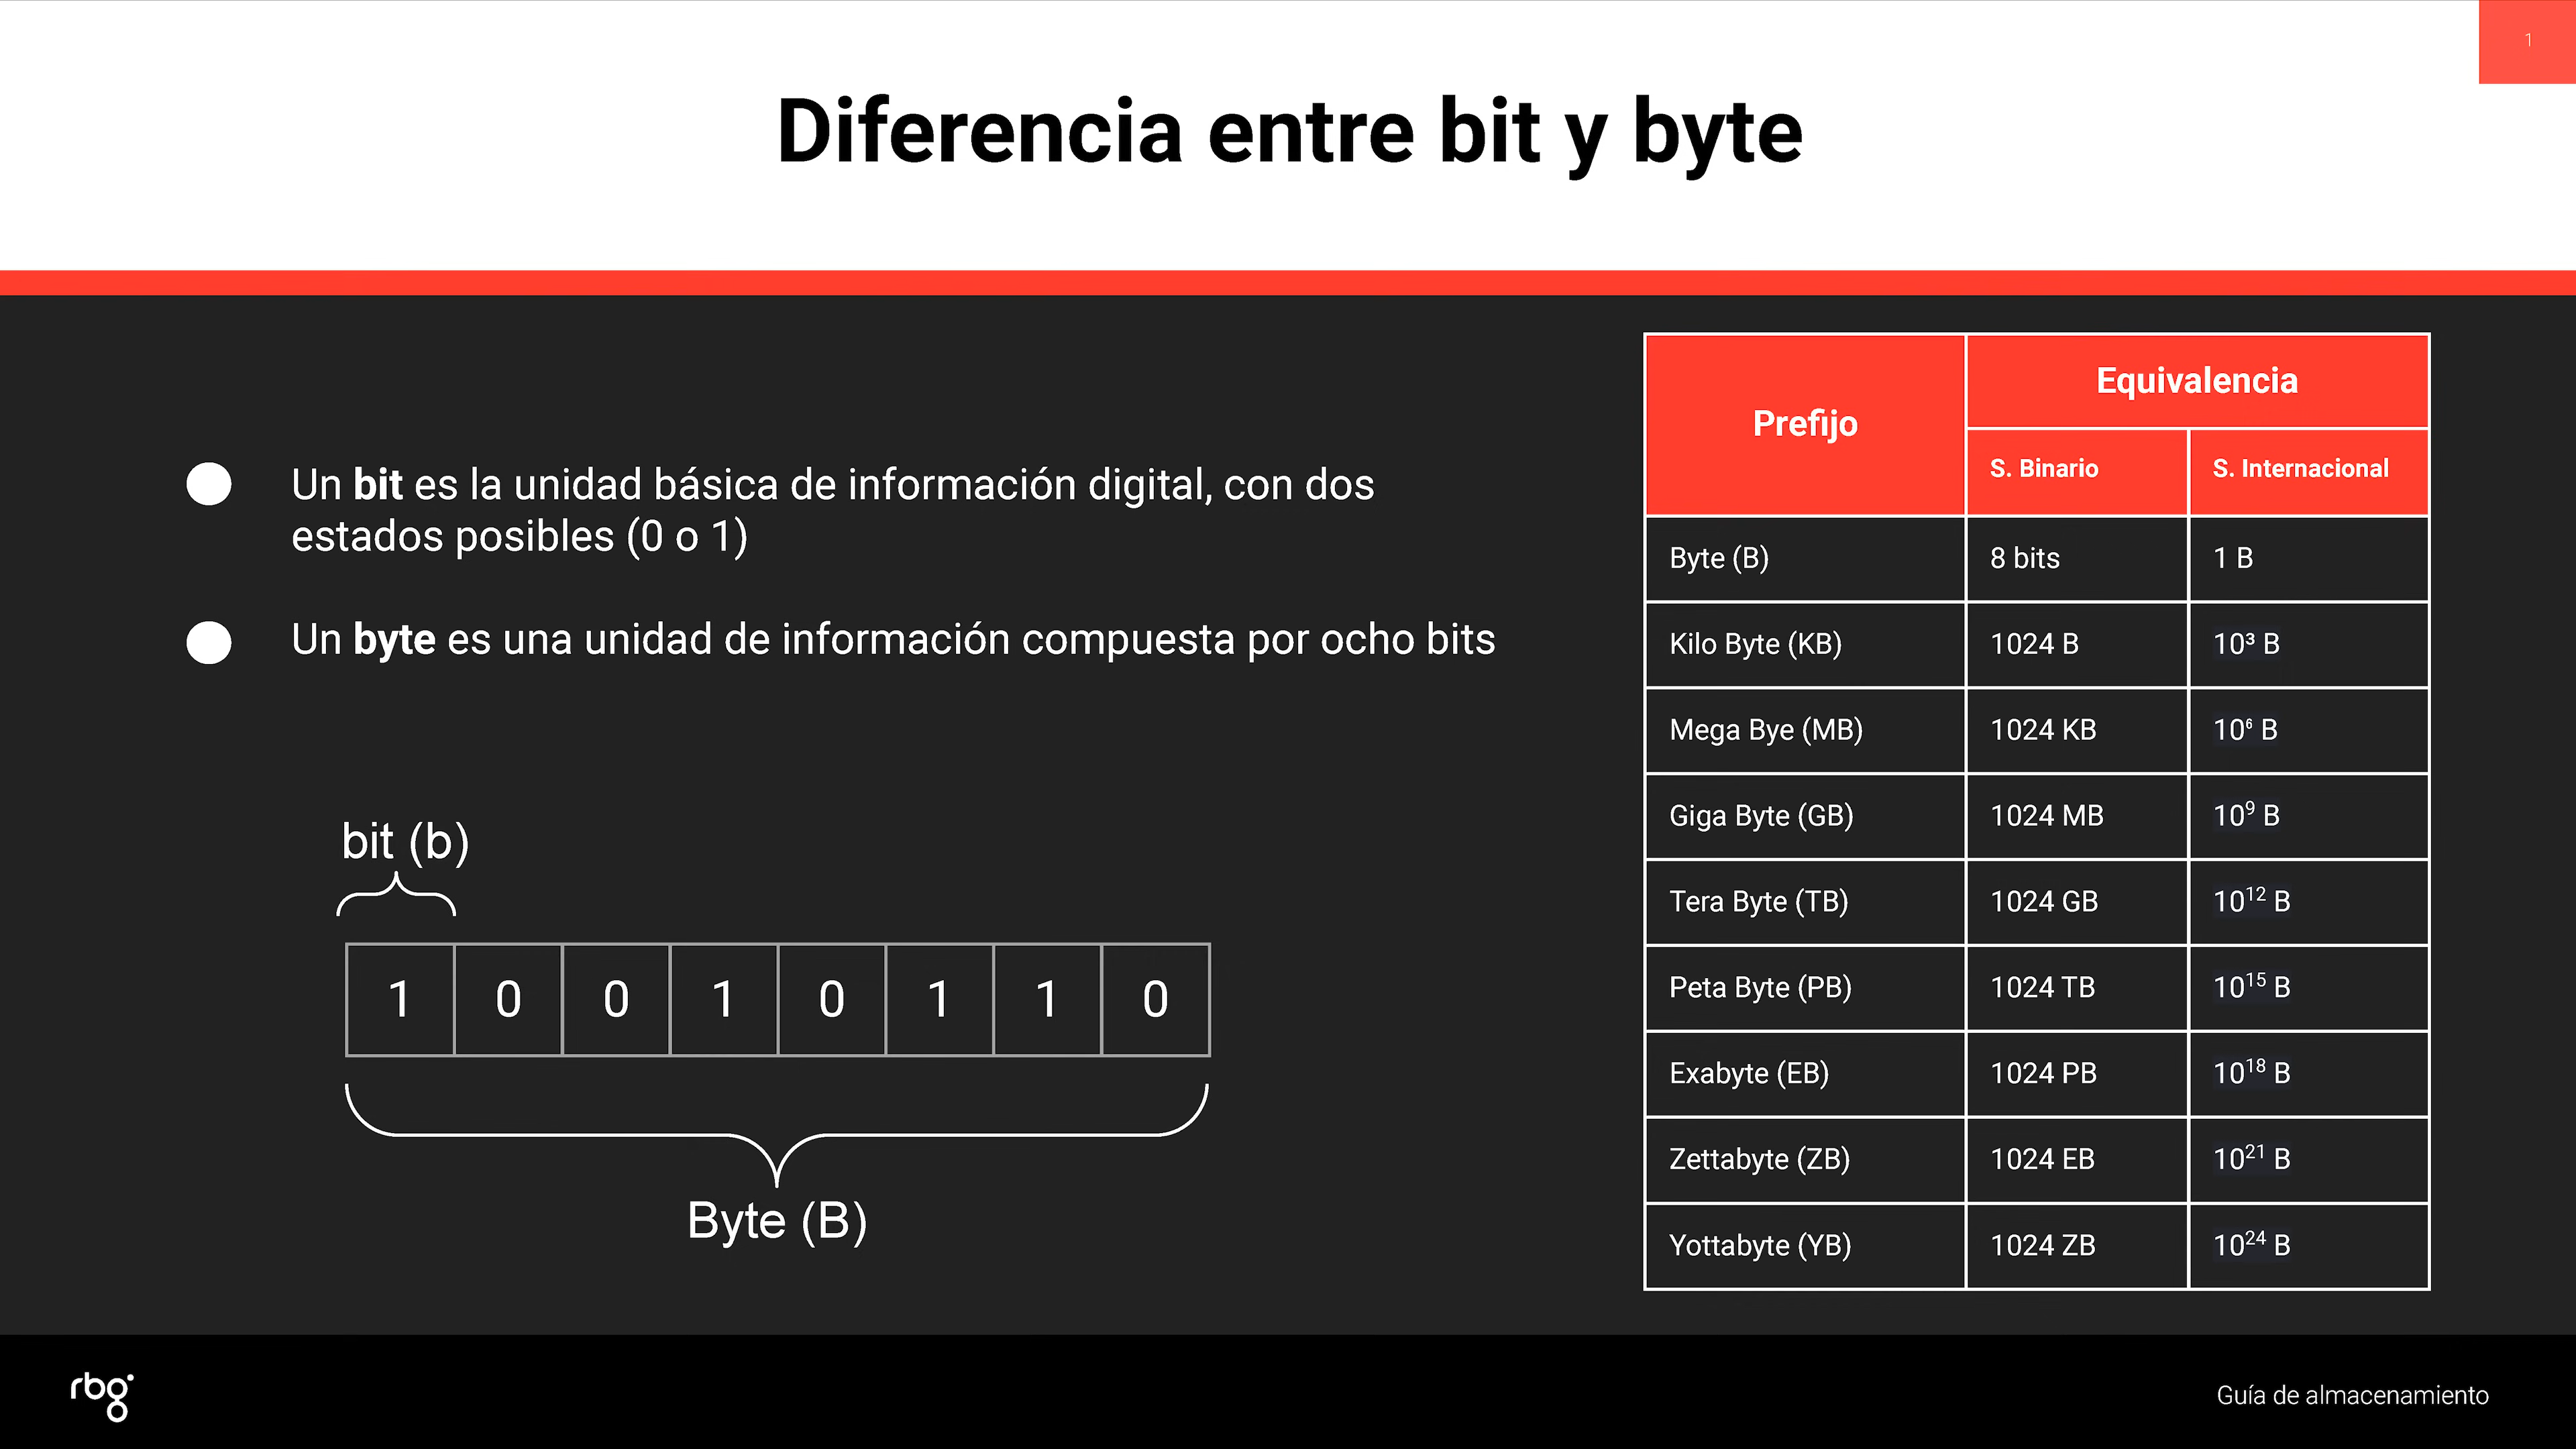 1
Diferencia entre bit y byte
Un bit es la unidad básica de información digital, con dos
estados posibles (0 o 1)
Un byte es una unidad de información compuesta por ocho bits
bit (b)
1 0 0 1 0 1 1 0
Byte (B)
Prefijo Equivalencia
S. Binario S. Internacional
Byte (B) 8 bits 1 B
Kilo Byte (KB) 1024 B 10³ B
Mega Bye (MB) 1024 KB 10⁶ B
Giga Byte (GB) 1024 MB 10⁹ B
Tera Byte (TB) 1024 GB 10¹² B
Peta Byte (PB) 1024 TB 10¹⁵ B
Exabyte (EB) 1024 PB 10¹⁸ B
Zettabyte (ZB) 1024 EB 10²¹ B
Yottabyte (YB) 1024 ZB 10²⁴ B
rbg
Guía de almacenamiento